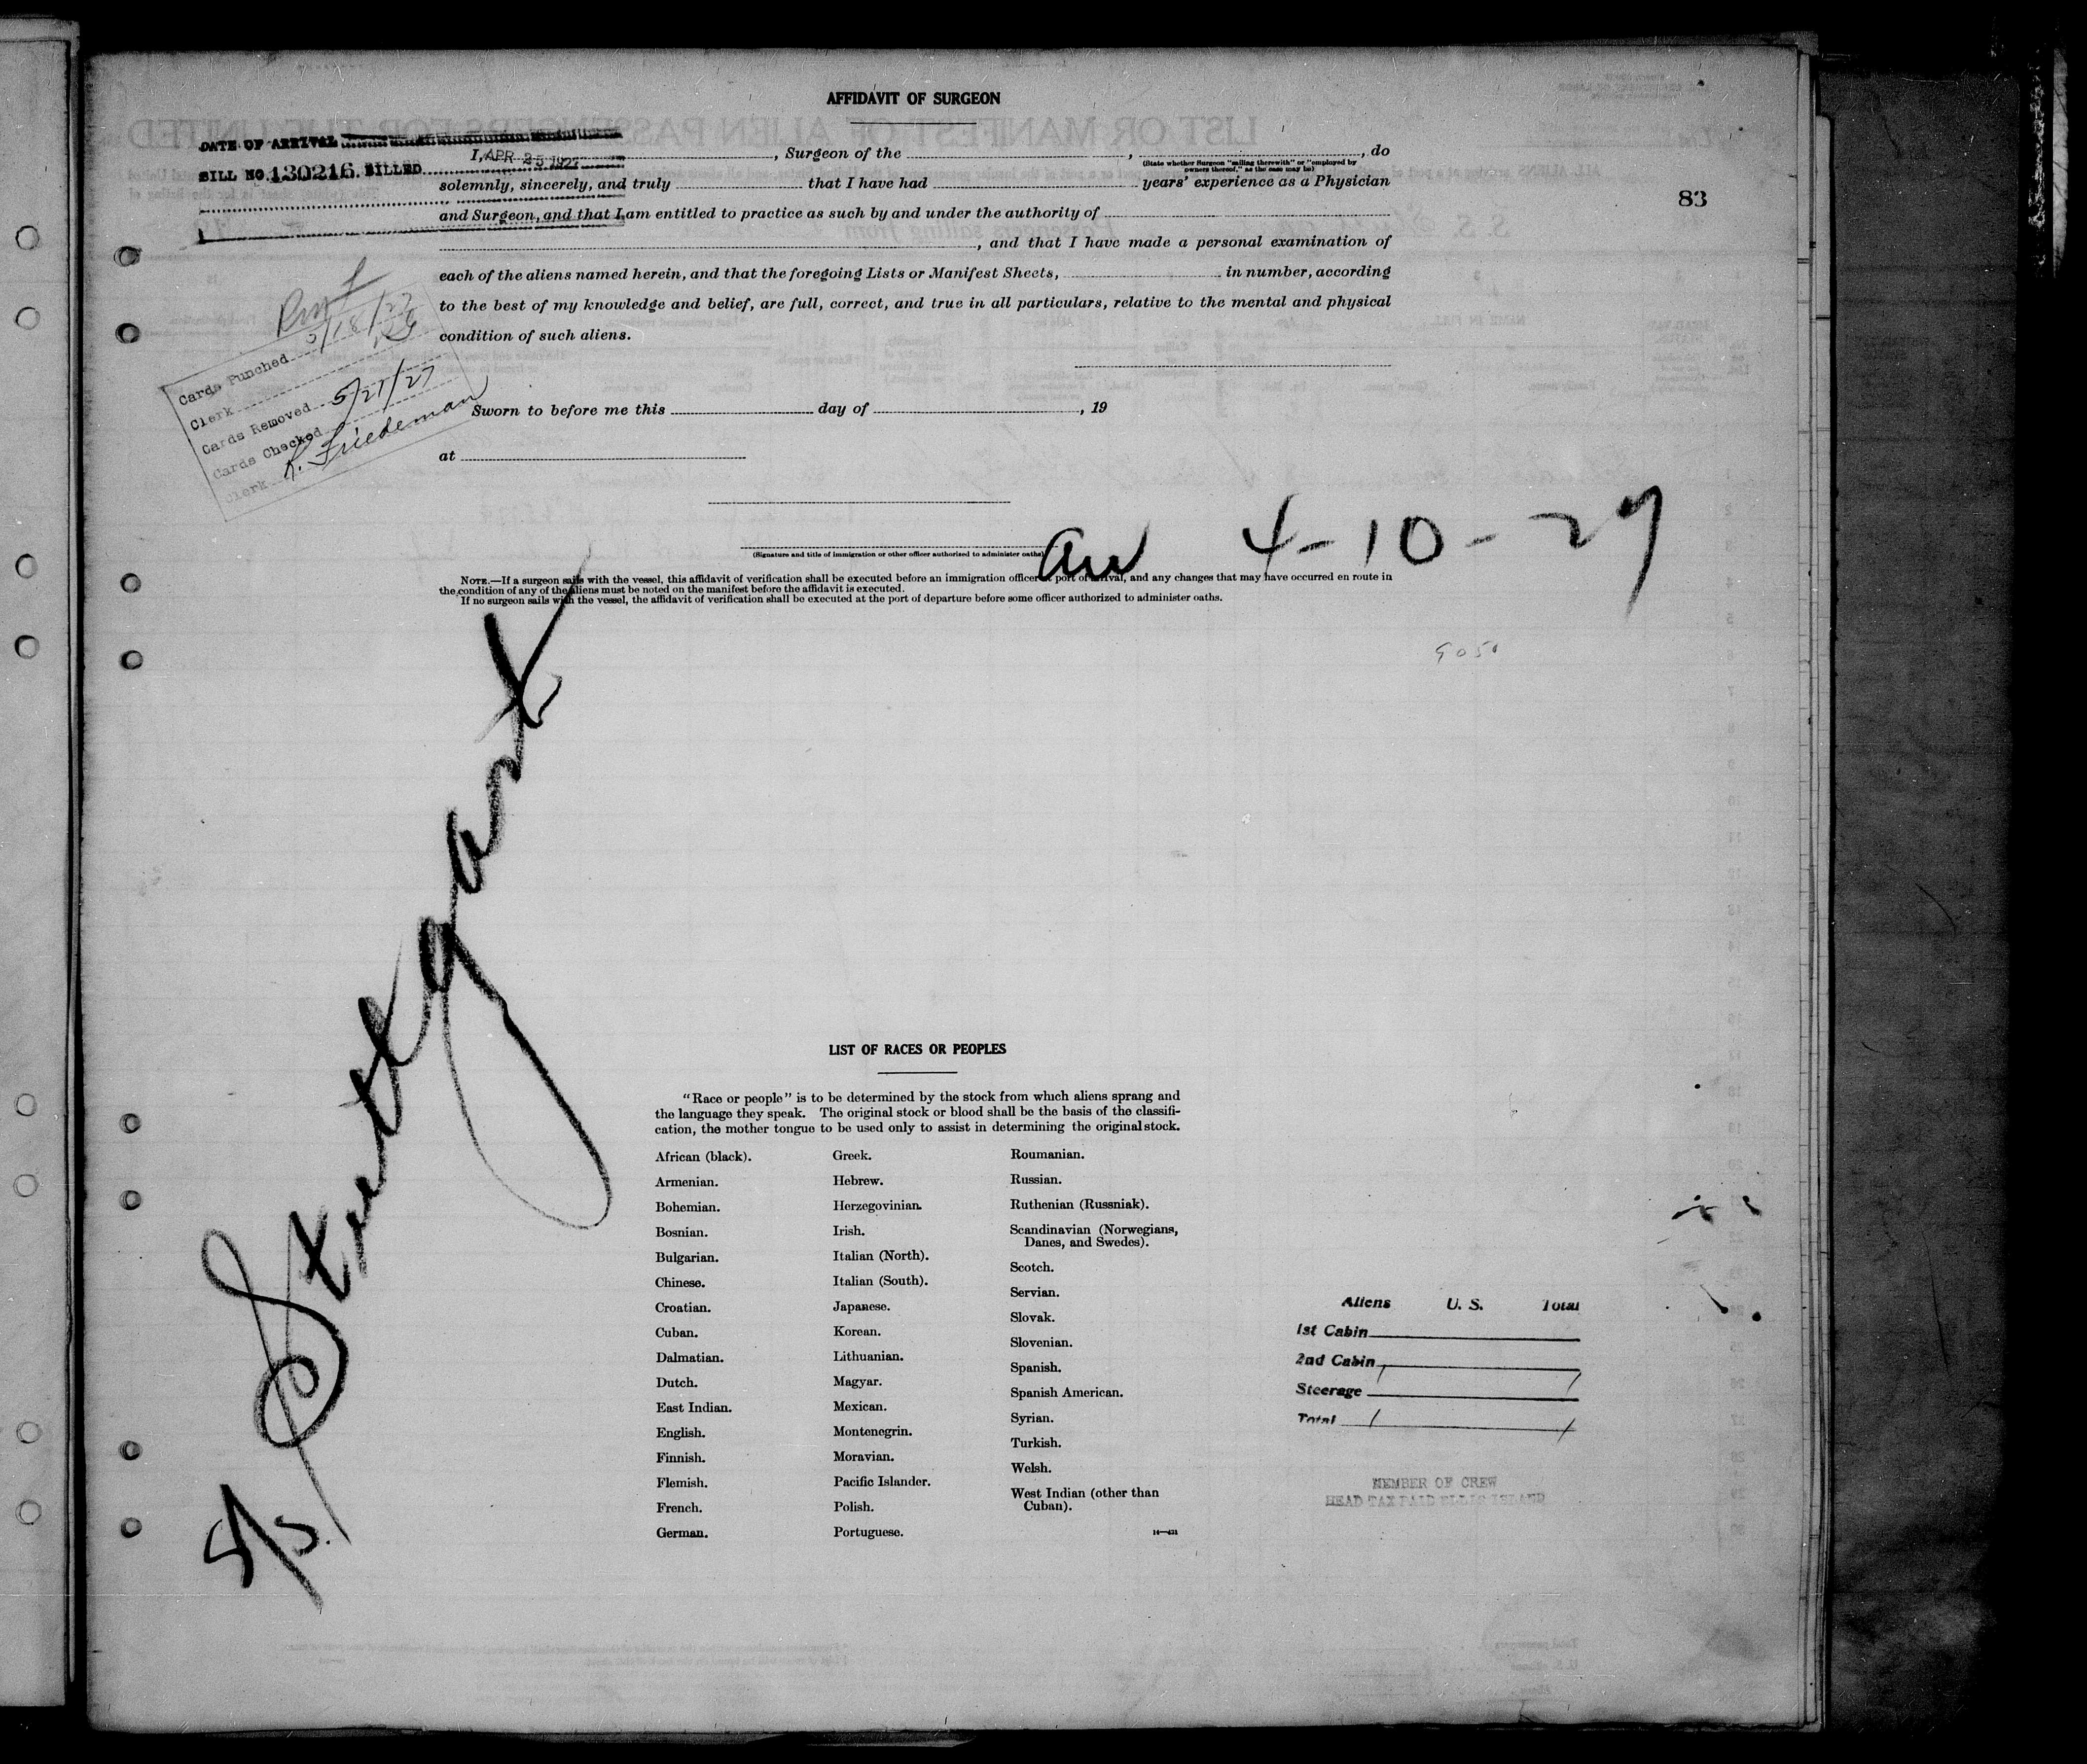 AFFIDAVIT OF SURGEON
DATE OF ARRIVAL
APR 25 1927
BILL NO. 130216. BILLED
I, , Surgeon of the , , do
(State whether Surgeon "sailing therewith" or "employed by
owners thereof," as the case may be)
solemnly, sincerely, and truly that I have had years' experience as a Physician
83
and Surgeon, and that I am entitled to practice as such by and under the authority of
, and that I have made a personal examination of
each of the aliens named herein, and that the foregoing Lists or Manifest Sheets, in number, according
to the best of my knowledge and belief, are full, correct, and true in all particulars, relative to the mental and physical
condition of such aliens.
Cards Punched 5/18/27
Clerk
Cards Removed 5/21/27
Cards Checked
Clerk K. Friedeman
Sworn to before me this day of , 19
at
(Signature and title of immigration or other officer authorized to administer oaths)
arr 4-10-27
NOTE.—If a surgeon sails with the vessel, this affidavit of verification shall be executed before an immigration officer at port of arrival, and any changes that may have occurred en route in
the condition of any of the aliens must be noted on the manifest before the affidavit is executed.
If no surgeon sails with the vessel, the affidavit of verification shall be executed at the port of departure before some officer authorized to administer oaths.
S/S. Stuttgart
LIST OF RACES OR PEOPLES
"Race or people" is to be determined by the stock from which aliens sprang and
the language they speak. The original stock or blood shall be the basis of the classifi-
cation, the mother tongue to be used only to assist in determining the original stock.
African (black).
Armenian.
Bohemian.
Bosnian.
Bulgarian.
Chinese.
Croatian.
Cuban.
Dalmatian.
Dutch.
East Indian.
English.
Finnish.
Flemish.
French.
German.
Greek.
Hebrew.
Herzegovinian.
Irish.
Italian (North).
Italian (South).
Japanese.
Korean.
Lithuanian.
Magyar.
Mexican.
Montenegrin.
Moravian.
Pacific Islander.
Polish.
Portuguese.
Roumanian.
Russian.
Ruthenian (Russniak).
Scandinavian (Norwegians,
Danes, and Swedes).
Scotch.
Servian.
Slovak.
Slovenian.
Spanish.
Spanish American.
Syrian.
Turkish.
Welsh.
West Indian (other than
Cuban).
14—431
Aliens U. S. Total
1st Cabin
2nd Cabin 1 1
Steerage
Total 1 1
MEMBER OF CREW
HEAD TAX PAID ELLIS ISLAND